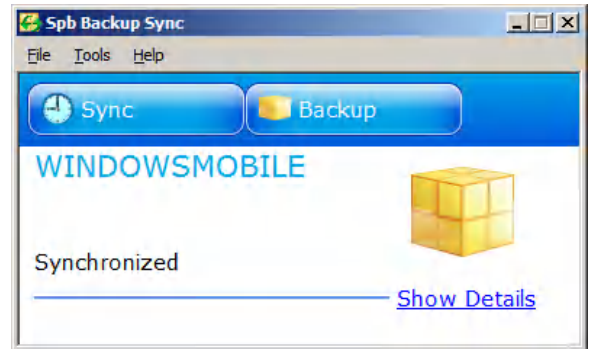 Spb Backup Sync
File Tools Help
Sync Backup
WINDOWSMOBILE
Synchronized
Show Details